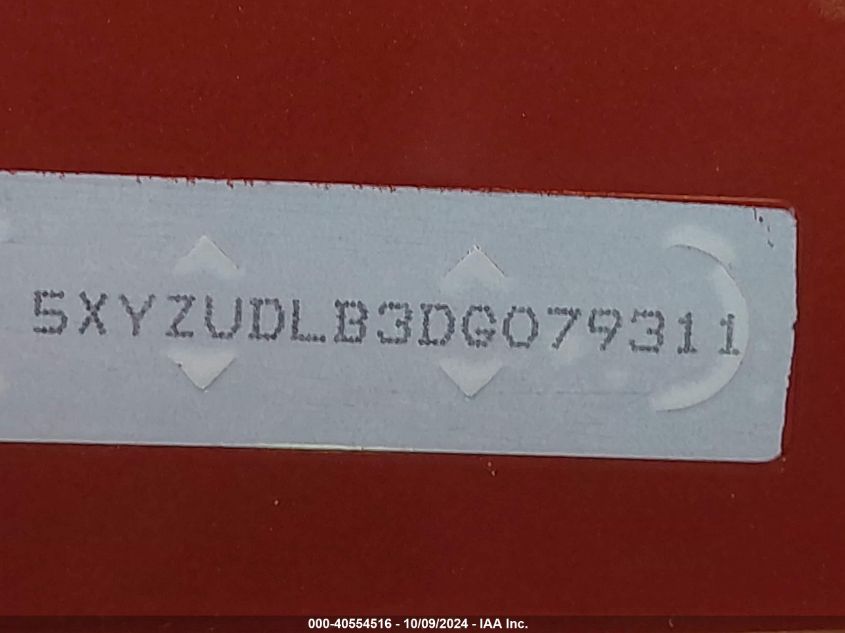 5XYZUDLB3DG079311
000-40554516 - 10/09/2024 - IAA Inc.